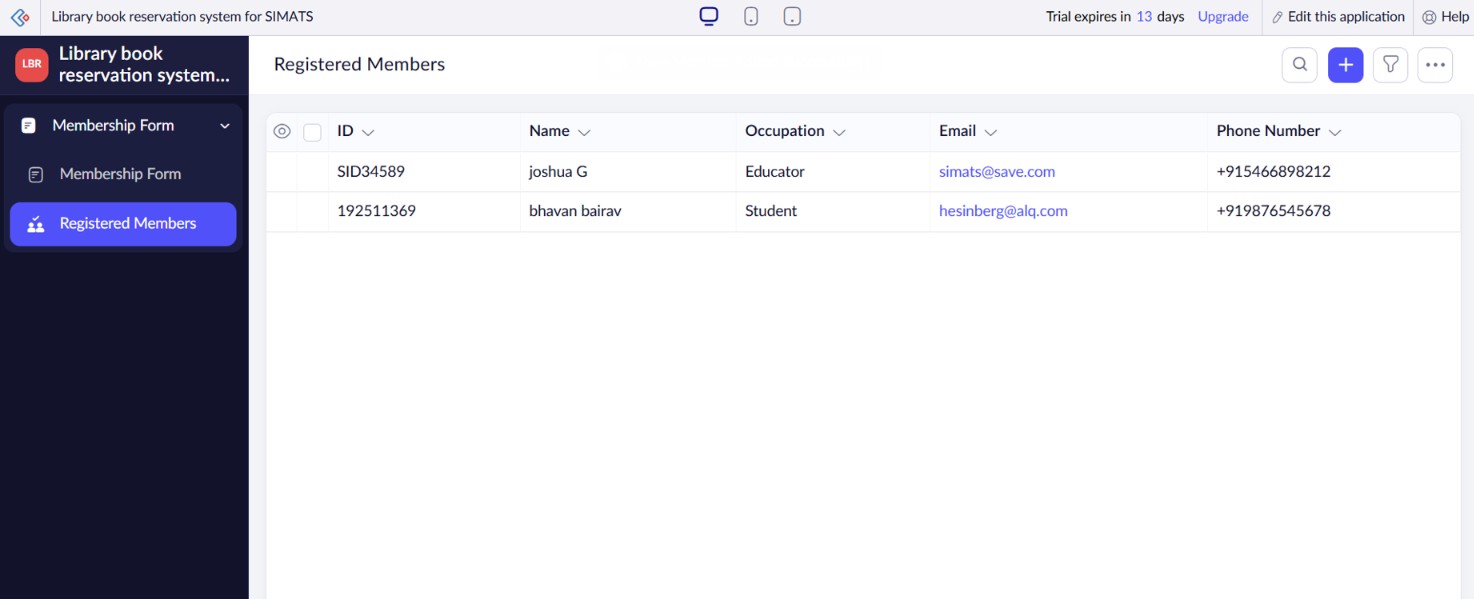 Library book reservation system for SIMATS
Trial expires in 13 days Upgrade Edit this application Help
LBR
Library book
reservation system...
Registered Members
Membership Form
Membership Form
Registered Members
ID Name Occupation Email Phone Number
SID34589 joshua G Educator simats@save.com +915466898212
192511369 bhavan bairav Student hesinberg@alq.com +919876545678